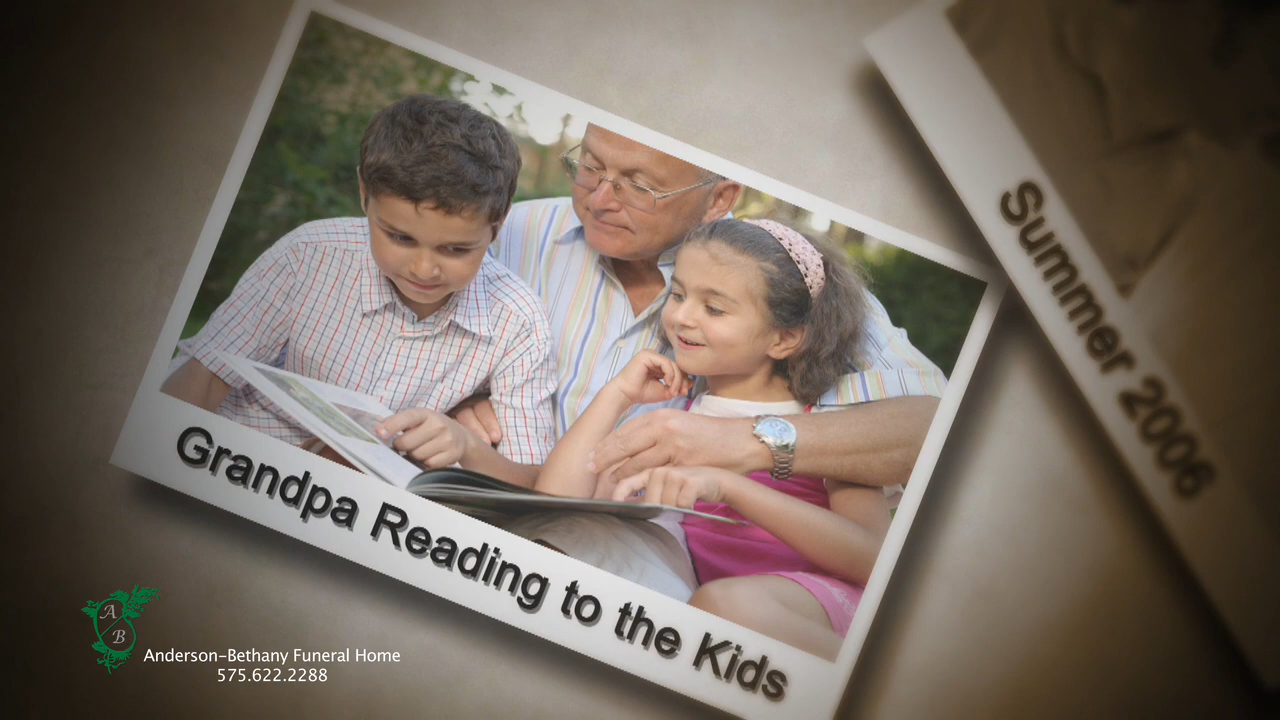 Grandpa Reading to the Kids
Summer 2006
A
B
Anderson-Bethany Funeral Home
575.622.2288